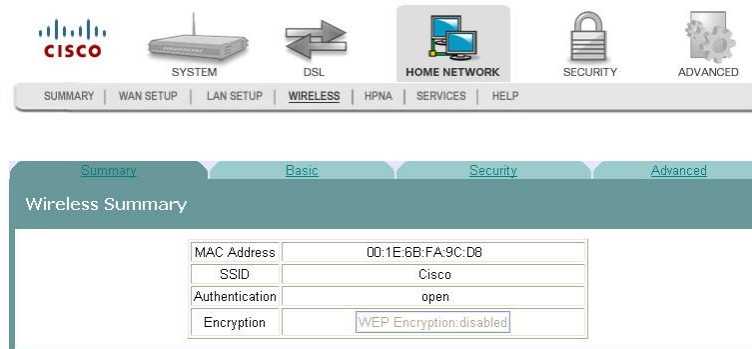 CISCO
SYSTEM DSL HOME NETWORK SECURITY ADVANCED
SUMMARY | WAN SETUP | LAN SETUP | WIRELESS | HPNA | SERVICES | HELP
Summary Basic Security Advanced
Wireless Summary
MAC Address 00:1E:6B:FA:9C:D8
SSID Cisco
Authentication open
Encryption WEP Encryption:disabled